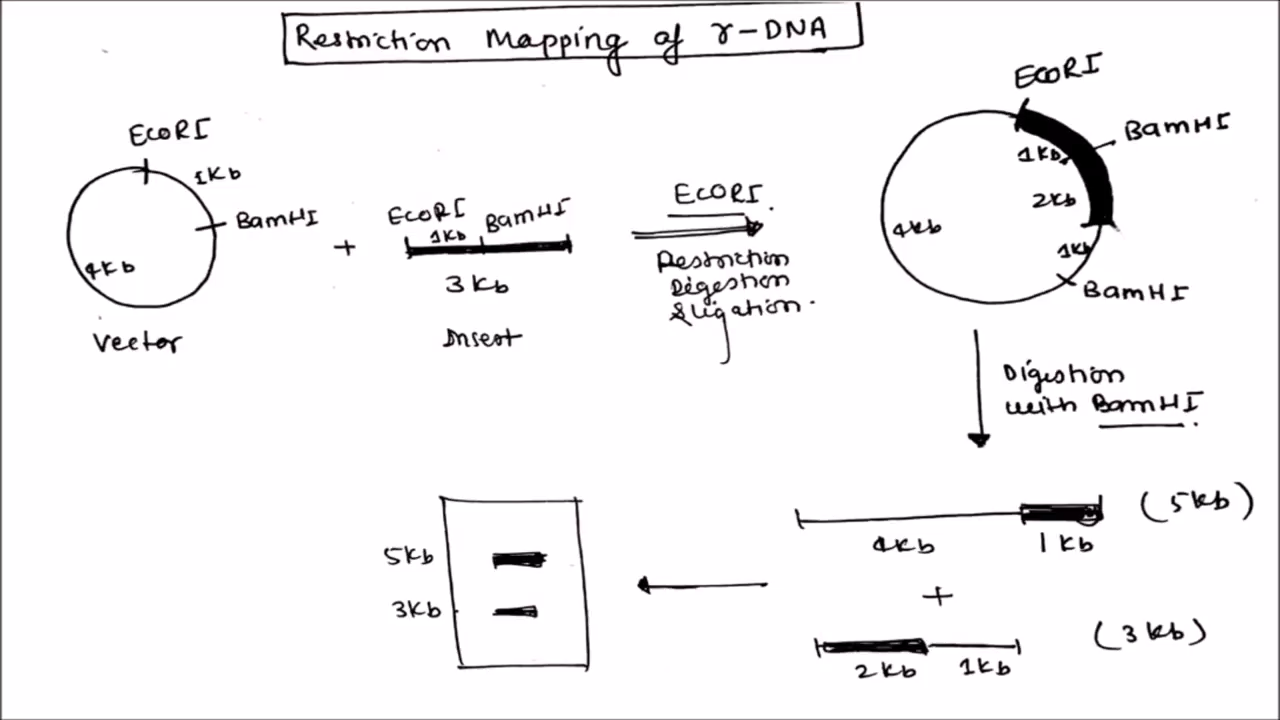 Restriction Mapping of r-DNA
EcoRI
1Kb
BamHI
4Kb
Vector
+
EcoRI
BamHI
1Kb
3Kb
Insert
EcoRI.
Restriction
Digestion
& ligation.
EcoRI
BamHI
1Kb
2Kb
4Kb
1Kb
BamHI
Digestion
with BamHI.
4Kb
1Kb
(5Kb)
+
2Kb
1Kb
(3Kb)
5Kb
3Kb